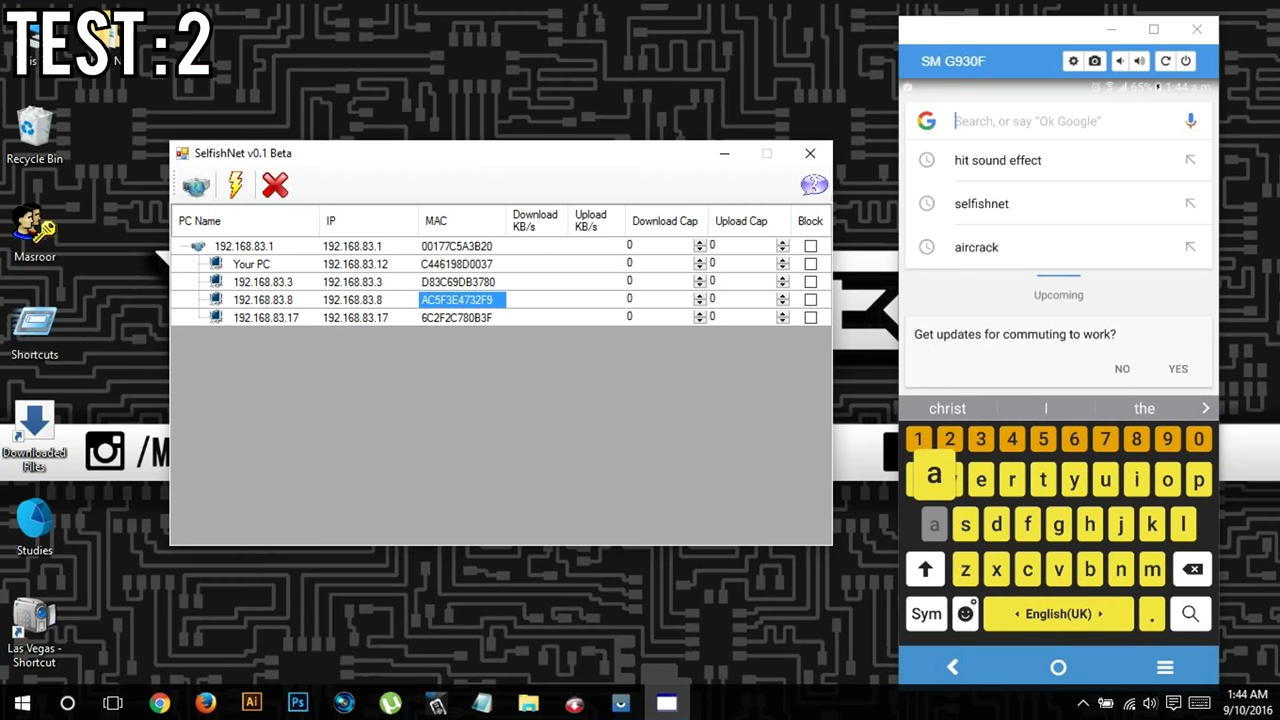 TEST:2
Recycle Bin
Masroor
Shortcuts
Downloaded
Files
Studies
Las Vegas -
Shortcut
/M
SelfishNet v0.1 Beta
PC Name IP MAC Download KB/s Upload KB/s Download Cap Upload Cap Block
192.168.83.1 192.168.83.1 00177C5A3B20 0 0
Your PC 192.168.83.12 C446198D0037 0 0
192.168.83.3 192.168.83.3 D83C69DB3780 0 0
192.168.83.8 192.168.83.8 AC5F3E4732F9 0 0
192.168.83.17 192.168.83.17 6C2F2C780B3F 0 0
SM G930F
65% 1:44 a.m
Search, or say "Ok Google"
hit sound effect
selfishnet
aircrack
Upcoming
Get updates for commuting to work?
NO YES
christ I the
1 2 3 4 5 6 7 8 9 0
a e r t y u i o p
a s d f g h j k l
z x c v b n m
Sym English(UK) .
Ai Ps
1:44 AM
9/10/2016